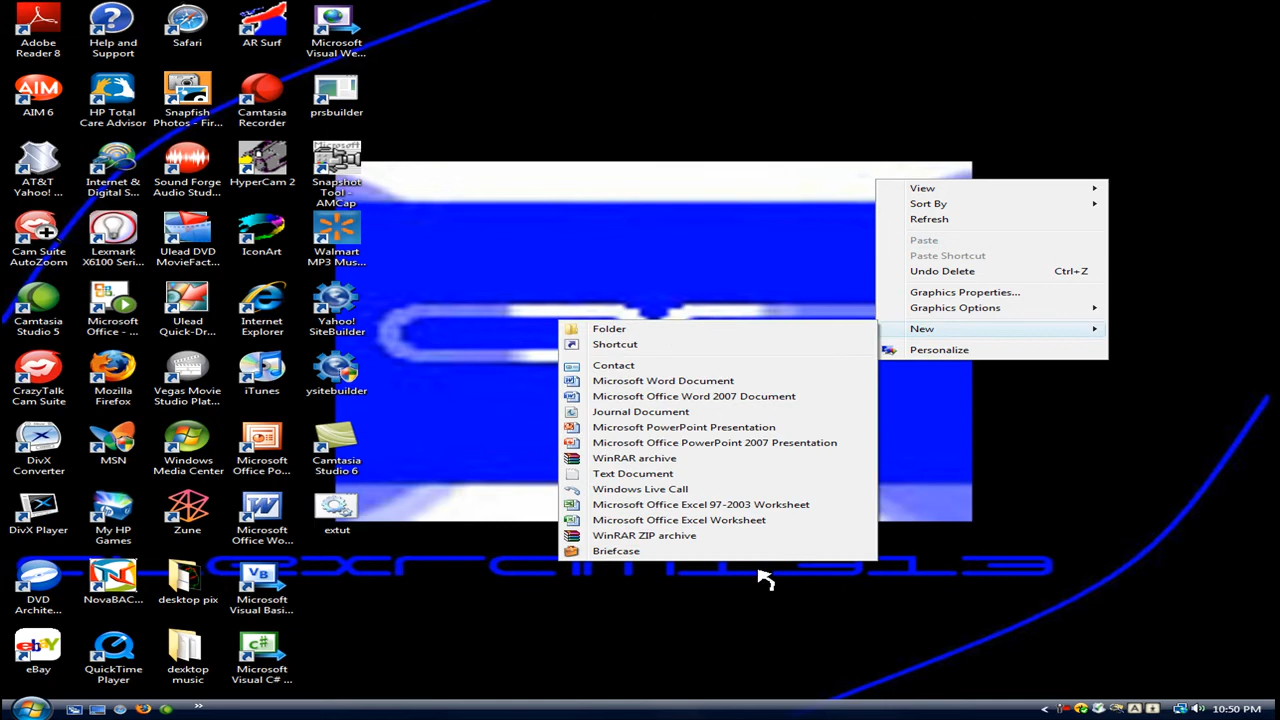 Adobe
Reader 8
Help and
Support
Safari
AR Surf
Microsoft
Visual We...
AIM
AIM 6
HP Total
Care Advisor
Snapfish
Photos - Fir...
Camtasia
Recorder
prsbuilder
AT&T
Yahoo! ...
Internet &
Digital S...
Sound Forge
Audio Stud...
HyperCam 2
Microsoft
Snapshot
Tool -
AMCap
Cam Suite
AutoZoom
Lexmark
X6100 Seri...
Ulead DVD
MovieFact...
IconArt
Walmart
MP3 Mus...
Camtasia
Studio 5
Microsoft
Office - ...
Ulead
Quick-Dr...
Internet
Explorer
Yahoo!
SiteBuilder
CrazyTalk
Cam Suite
Mozilla
Firefox
Vegas Movie
Studio Plat...
iTunes
ysitebuilder
DivX
Converter
MSN
Windows
Media Center
Microsoft
Office Po...
Camtasia
Studio 6
DivX Player
My HP
Games
Zune
Microsoft
Office Wo...
extut
DVD
Archite...
NovaBAC...
desktop pix
VB
Microsoft
Visual Basi...
ebY
eBay
QuickTime
Player
dexktop
music
C#
Microsoft
Visual C# ...
View
Sort By
Refresh
Paste
Paste Shortcut
Undo Delete Ctrl+Z
Graphics Properties...
Graphics Options
New
Personalize
Folder
Shortcut
Contact
Microsoft Word Document
Microsoft Office Word 2007 Document
Journal Document
Microsoft PowerPoint Presentation
Microsoft Office PowerPoint 2007 Presentation
WinRAR archive
Text Document
Windows Live Call
Microsoft Office Excel 97-2003 Worksheet
Microsoft Office Excel Worksheet
WinRAR ZIP archive
Briefcase
10:50 PM